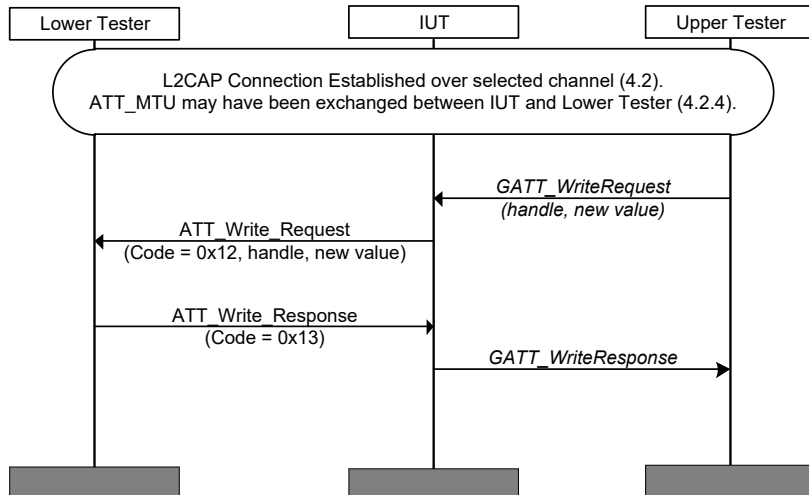 Lower Tester
IUT
Upper Tester
L2CAP Connection Established over selected channel (4.2).
ATT_MTU may have been exchanged between IUT and Lower Tester (4.2.4).
GATT_WriteRequest
(handle, new value)
ATT_Write_Request
(Code = 0x12, handle, new value)
ATT_Write_Response
(Code = 0x13)
GATT_WriteResponse